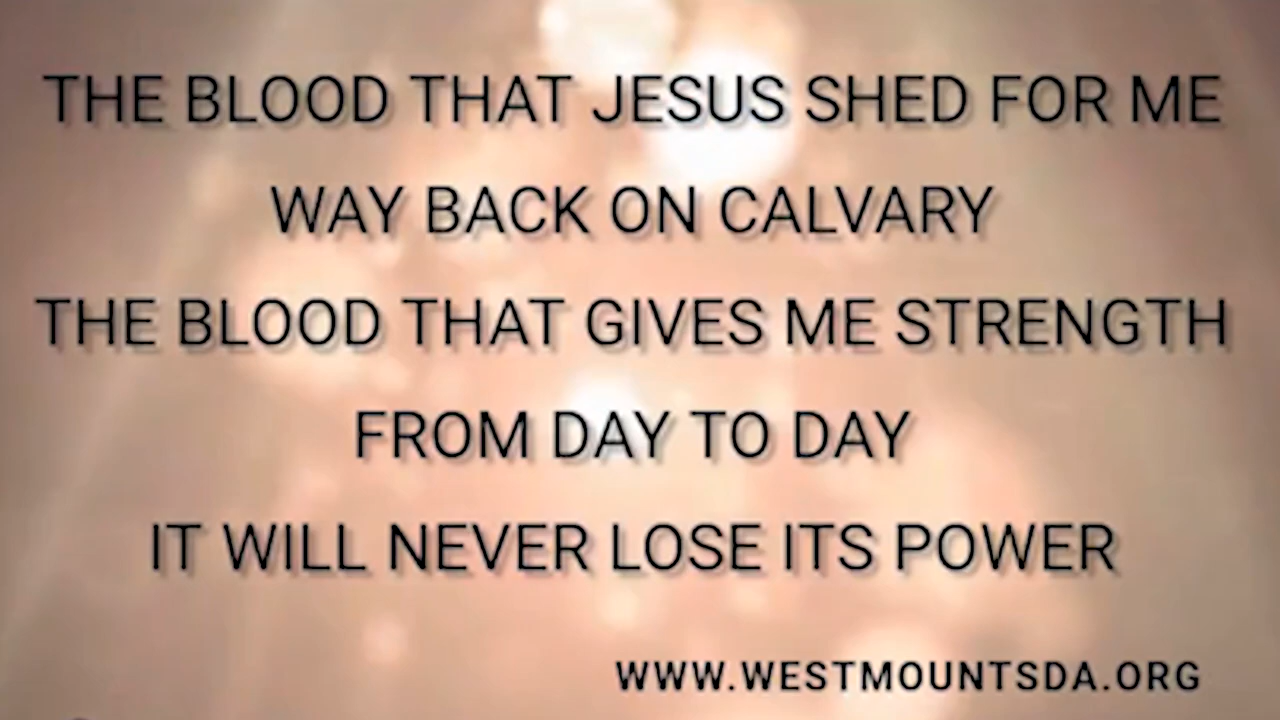 THE BLOOD THAT JESUS SHED FOR ME
WAY BACK ON CALVARY
THE BLOOD THAT GIVES ME STRENGTH
FROM DAY TO DAY
IT WILL NEVER LOSE ITS POWER
WWW.WESTMOUNTSDA.ORG